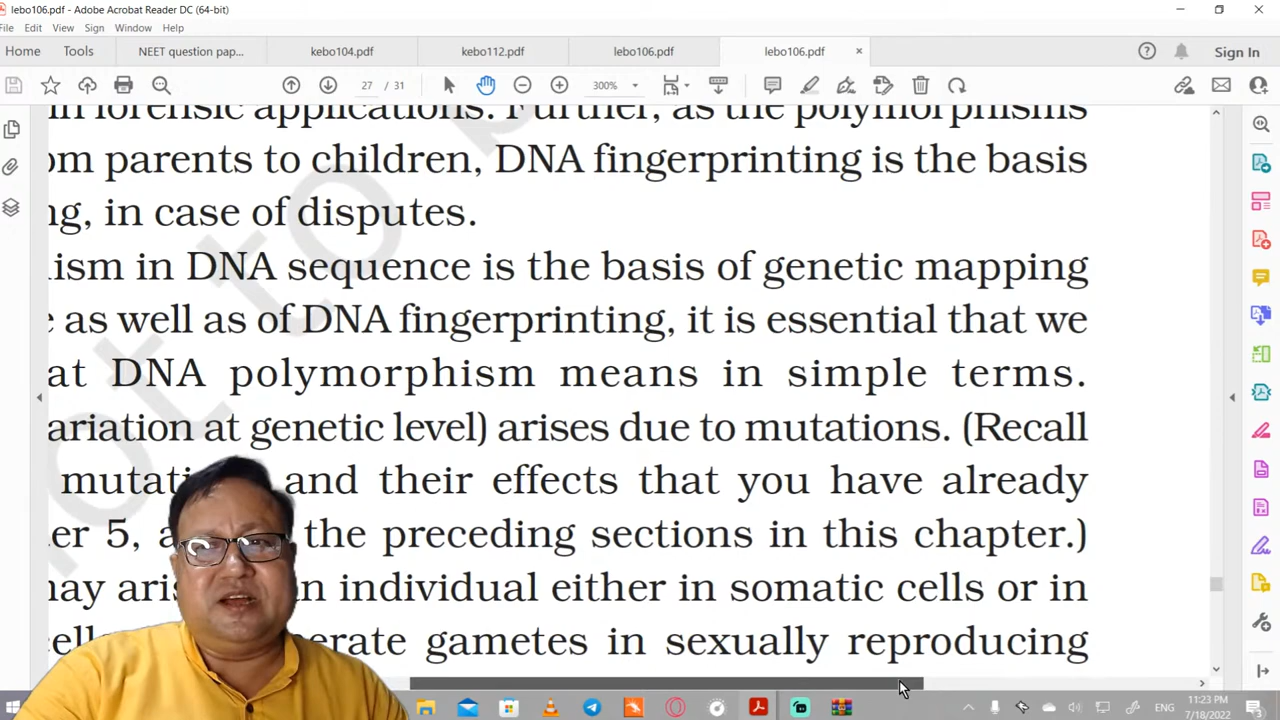 lebo106.pdf - Adobe Acrobat Reader DC (64-bit)
File Edit View Sign Window Help
Home Tools NEET question pap... kebo104.pdf kebo112.pdf lebo106.pdf lebo106.pdf × Sign In
27 / 31 300%
in forensic applications. Further, as the polymorphisms
om parents to children, DNA fingerprinting is the basis
ng, in case of disputes.
ism in DNA sequence is the basis of genetic mapping
e as well as of DNA fingerprinting, it is essential that we
at DNA polymorphism means in simple terms.
ariation at genetic level) arises due to mutations. (Recall
mutati and their effects that you have already
er 5, a the preceding sections in this chapter.)
may aris n individual either in somatic cells or in
cells erate gametes in sexually reproducing
not to b
ENG
11:23 PM
7/18/2022
3